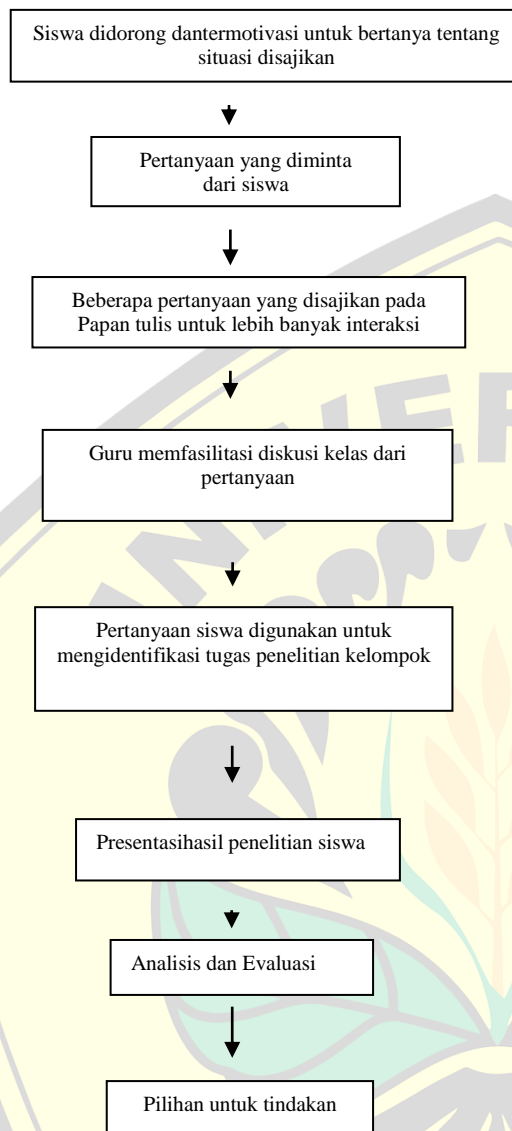 Siswa didorong dantermotivasi untuk bertanya tentang
situasi disajikan
Pertanyaan yang diminta
dari siswa
Beberapa pertanyaan yang disajikan pada
Papan tulis untuk lebih banyak interaksi
Guru memfasilitasi diskusi kelas dari
pertanyaan
Pertanyaan siswa digunakan untuk
mengidentifikasi tugas penelitian kelompok
Presentasihasil penelitian siswa
Analisis dan Evaluasi
Pilihan untuk tindakan